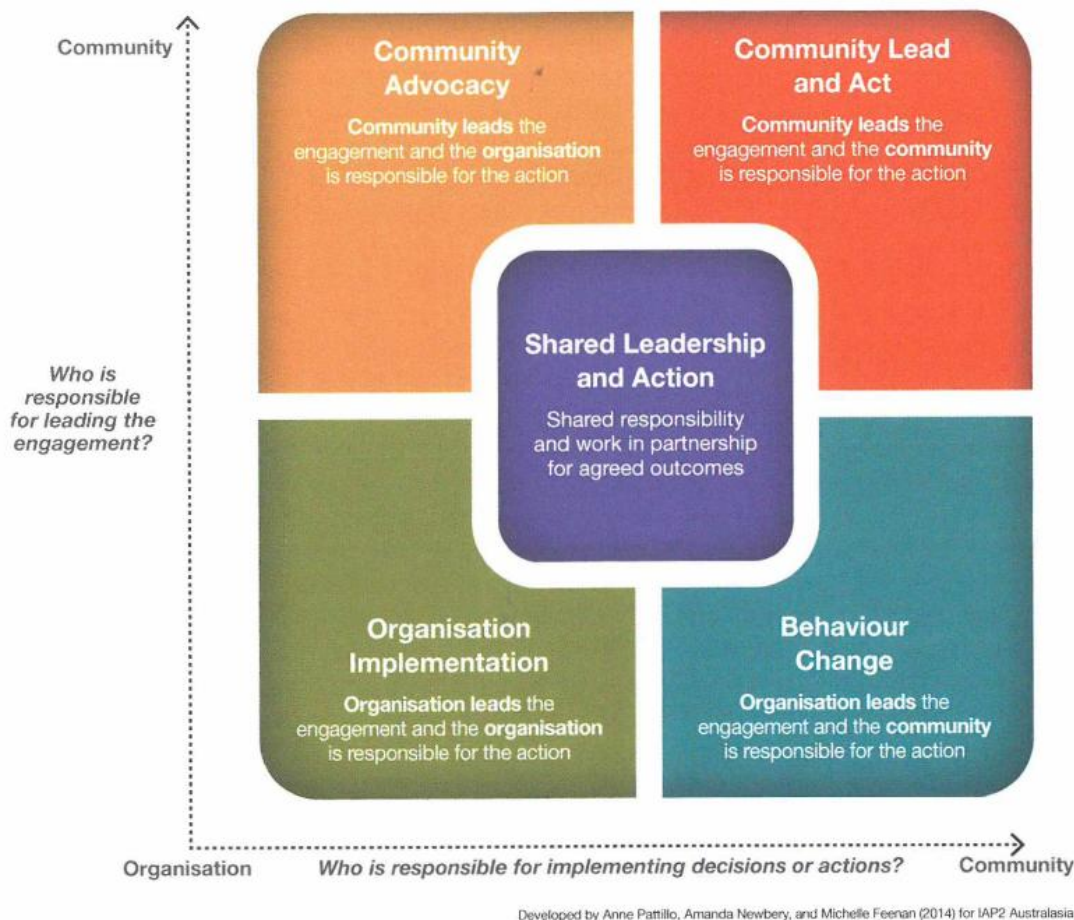 Community
Community
Advocacy
Community leads the
engagement and the organisation
is responsible for the action
Community Lead
and Act
Community leads the
engagement and the community
is responsible for the action
Who is
responsible
for leading the
engagement?
Shared Leadership
and Action
Shared responsibility
and work in partnership
for agreed outcomes
Organisation
Implementation
Organisation leads the
engagement and the organisation
is responsible for the action
Behaviour
Change
Organisation leads the
engagement and the community
is responsible for the action
Organisation
Who is responsible for implementing decisions or actions?
Community
Developed by Anne Pattillo, Amanda Newbery, and Michelle Feenan (2014) for IAP2 Australasia